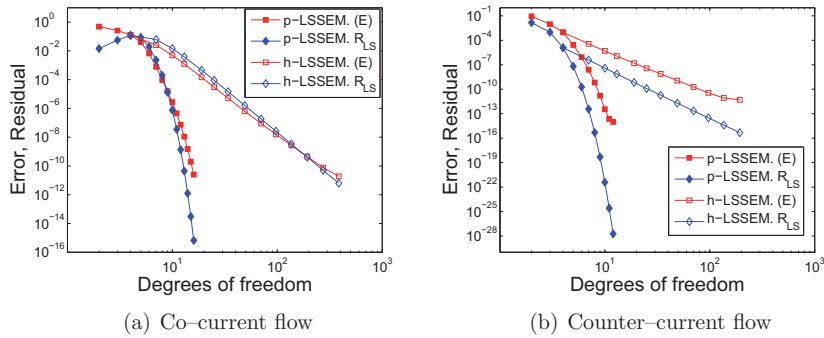 p−LSSEM. (E)
p−LSSEM. R_LS
h−LSSEM. (E)
h−LSSEM. R_LS
Error, Residual
10^0
10^−2
10^−4
10^−6
10^−8
10^−10
10^−12
10^−14
10^−16
10^1 10^2 10^3
Degrees of freedom
(a) Co–current flow
p−LSSEM. (E)
p−LSSEM. R_LS
h−LSSEM. (E)
h−LSSEM. R_LS
Error, Residual
10^−1
10^−4
10^−7
10^−10
10^−13
10^−16
10^−19
10^−22
10^−25
10^−28
10^1 10^2 10^3
Degrees of freedom
(b) Counter–current flow